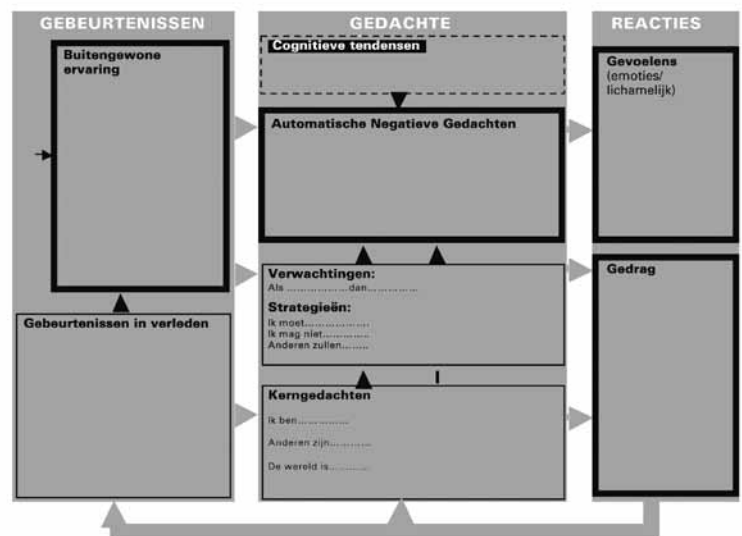 GEBEURTENISSEN
Buitengewone
ervaring
Gebeurtenissen in verleden
GEDACHTE
Cognitieve tendensen
Automatische Negatieve Gedachten
Verwachtingen:
Als ………………dan……………
Strategieën:
Ik moet……………….
Ik mag niet…………..
Anderen zullen……..
Kerngedachten
Ik ben……………
Anderen zijn………..
De wereld is………..
REACTIES
Gevoelens
(emoties/
lichamelijk)
Gedrag